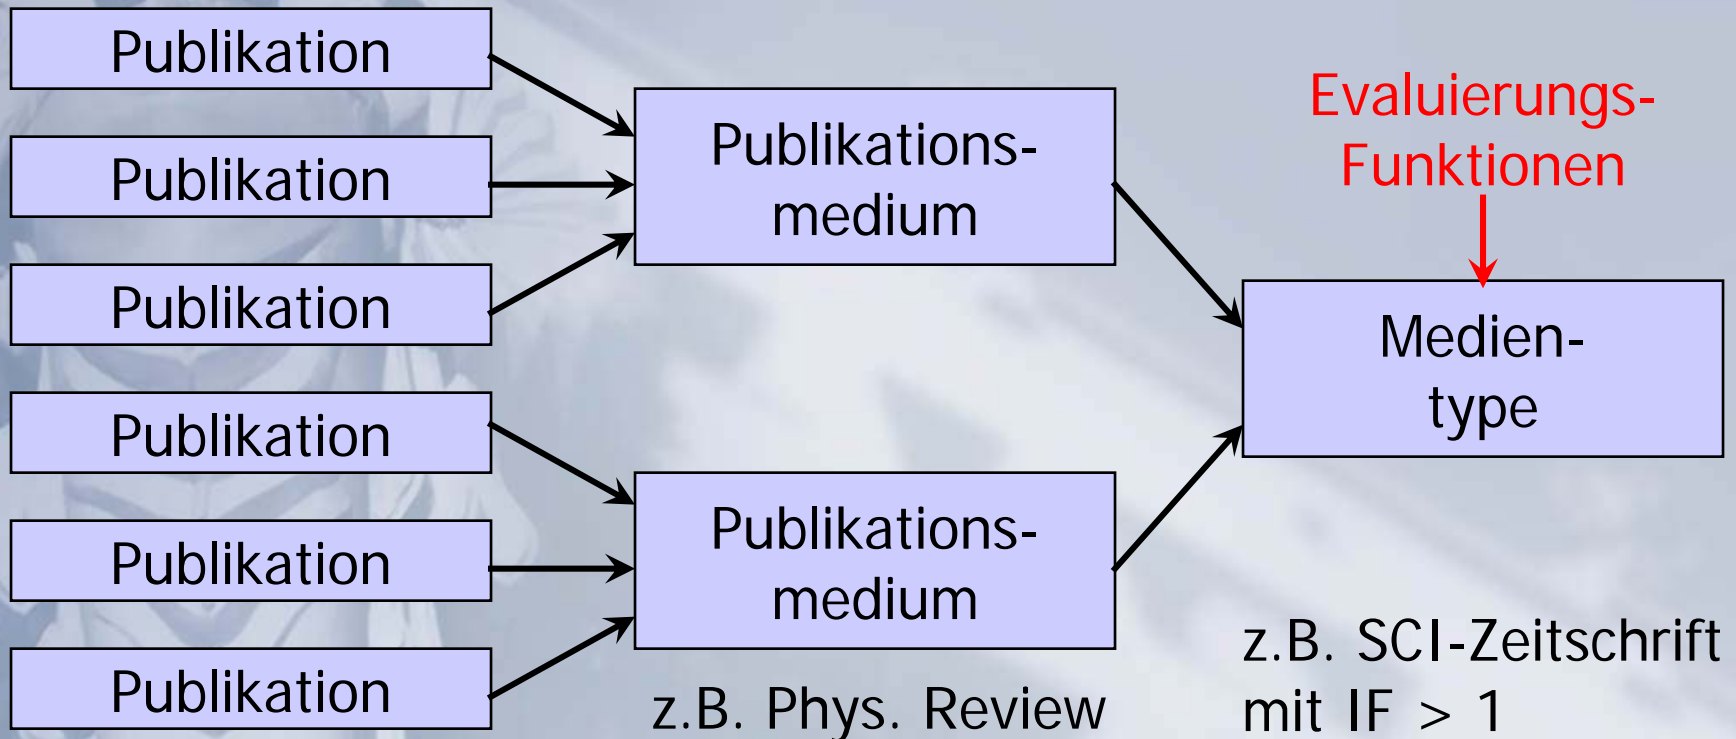 Publikation
Publikation
Publikation
Publikation
Publikation
Publikation
Publikations-
medium
Publikations-
medium
z.B. Phys. Review
Evaluierungs-
Funktionen
Medien-
type
z.B. SCI-Zeitschrift
mit IF > 1